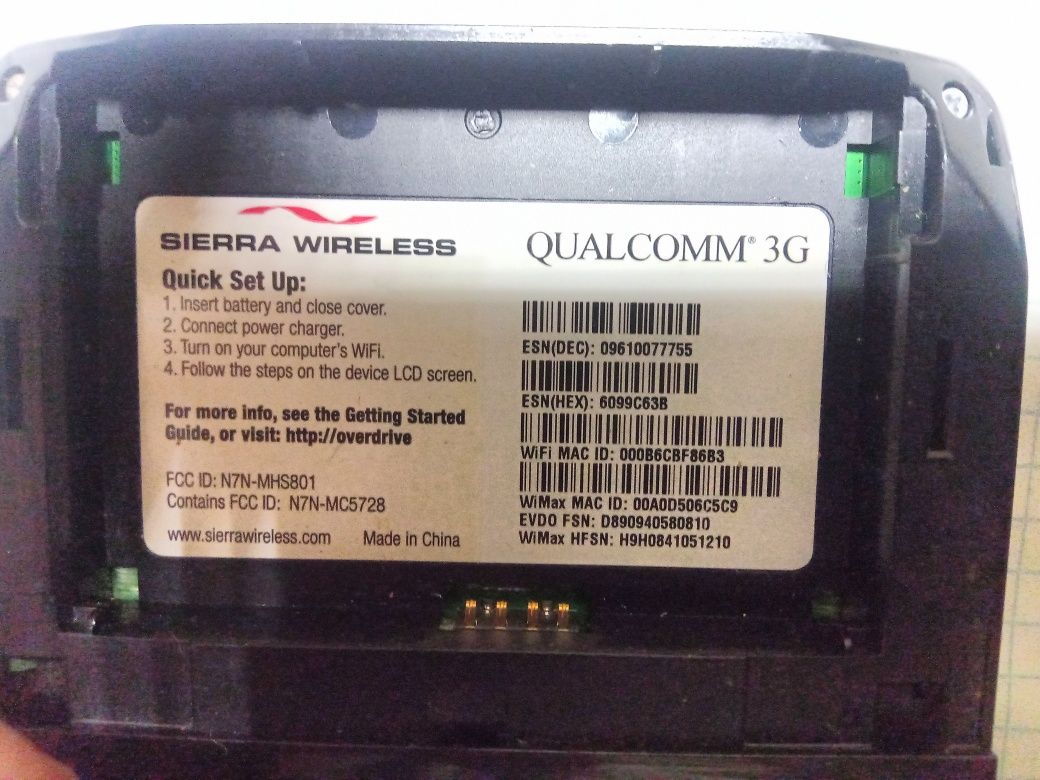 SIERRA WIRELESS
QUALCOMM® 3G
Quick Set Up:
1. Insert battery and close cover.
2. Connect power charger.
3. Turn on your computer's WiFi.
4. Follow the steps on the device LCD screen.
For more info, see the Getting Started
Guide, or visit: http://overdrive
FCC ID: N7N-MHS801
Contains FCC ID: N7N-MC5728
www.sierrawireless.com Made in China
ESN(DEC): 09610077755
ESN(HEX): 6099C63B
WiFi MAC ID: 000B6CBF86B3
WiMax MAC ID: 00A0D506C5C9
EVDO FSN: D890940580810
WiMax HFSN: H9H0841051210